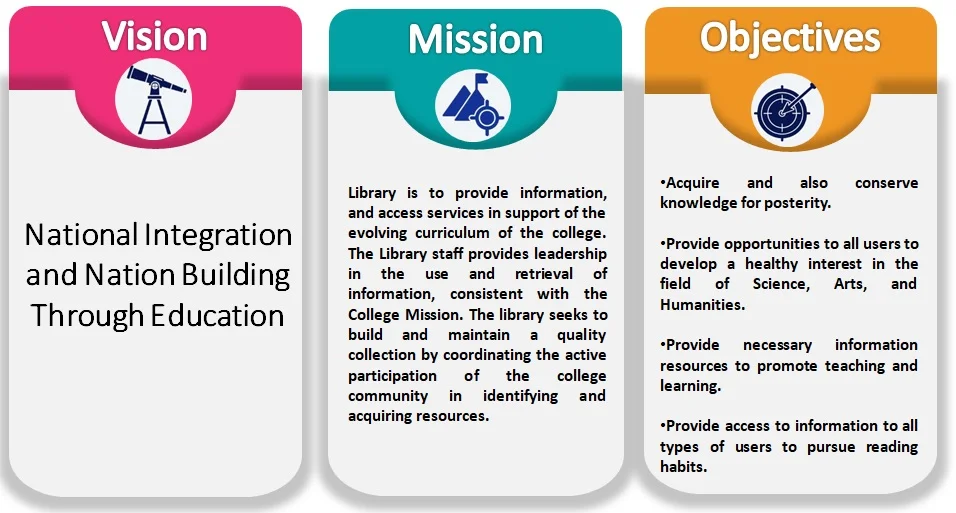 Vision
National Integration
and Nation Building
Through Education
Mission
Library is to provide information,
and access services in support of the
evolving curriculum of the college.
The Library staff provides leadership
in the use and retrieval of
information, consistent with the
College Mission. The library seeks to
build and maintain a quality
collection by coordinating the active
participation of the college
community in identifying and
acquiring resources.
Objectives
•Acquire and also conserve
knowledge for posterity.
•Provide opportunities to all users to
develop a healthy interest in the
field of Science, Arts, and
Humanities.
•Provide necessary information
resources to promote teaching and
learning.
•Provide access to information to all
types of users to pursue reading
habits.